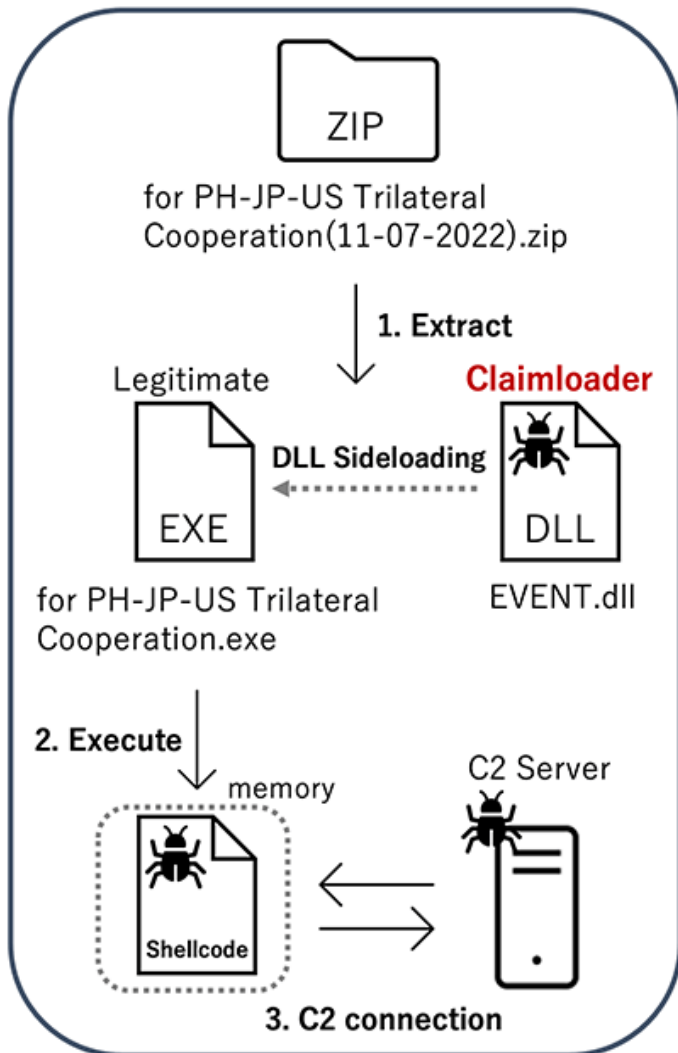 ZIP
for PH-JP-US Trilateral
Cooperation(11-07-2022).zip
1. Extract
Legitimate
Claimloader
DLL Sideloading
EXE
DLL
for PH-JP-US Trilateral
Cooperation.exe
EVENT.dll
2. Execute
memory
C2 Server
Shellcode
3. C2 connection